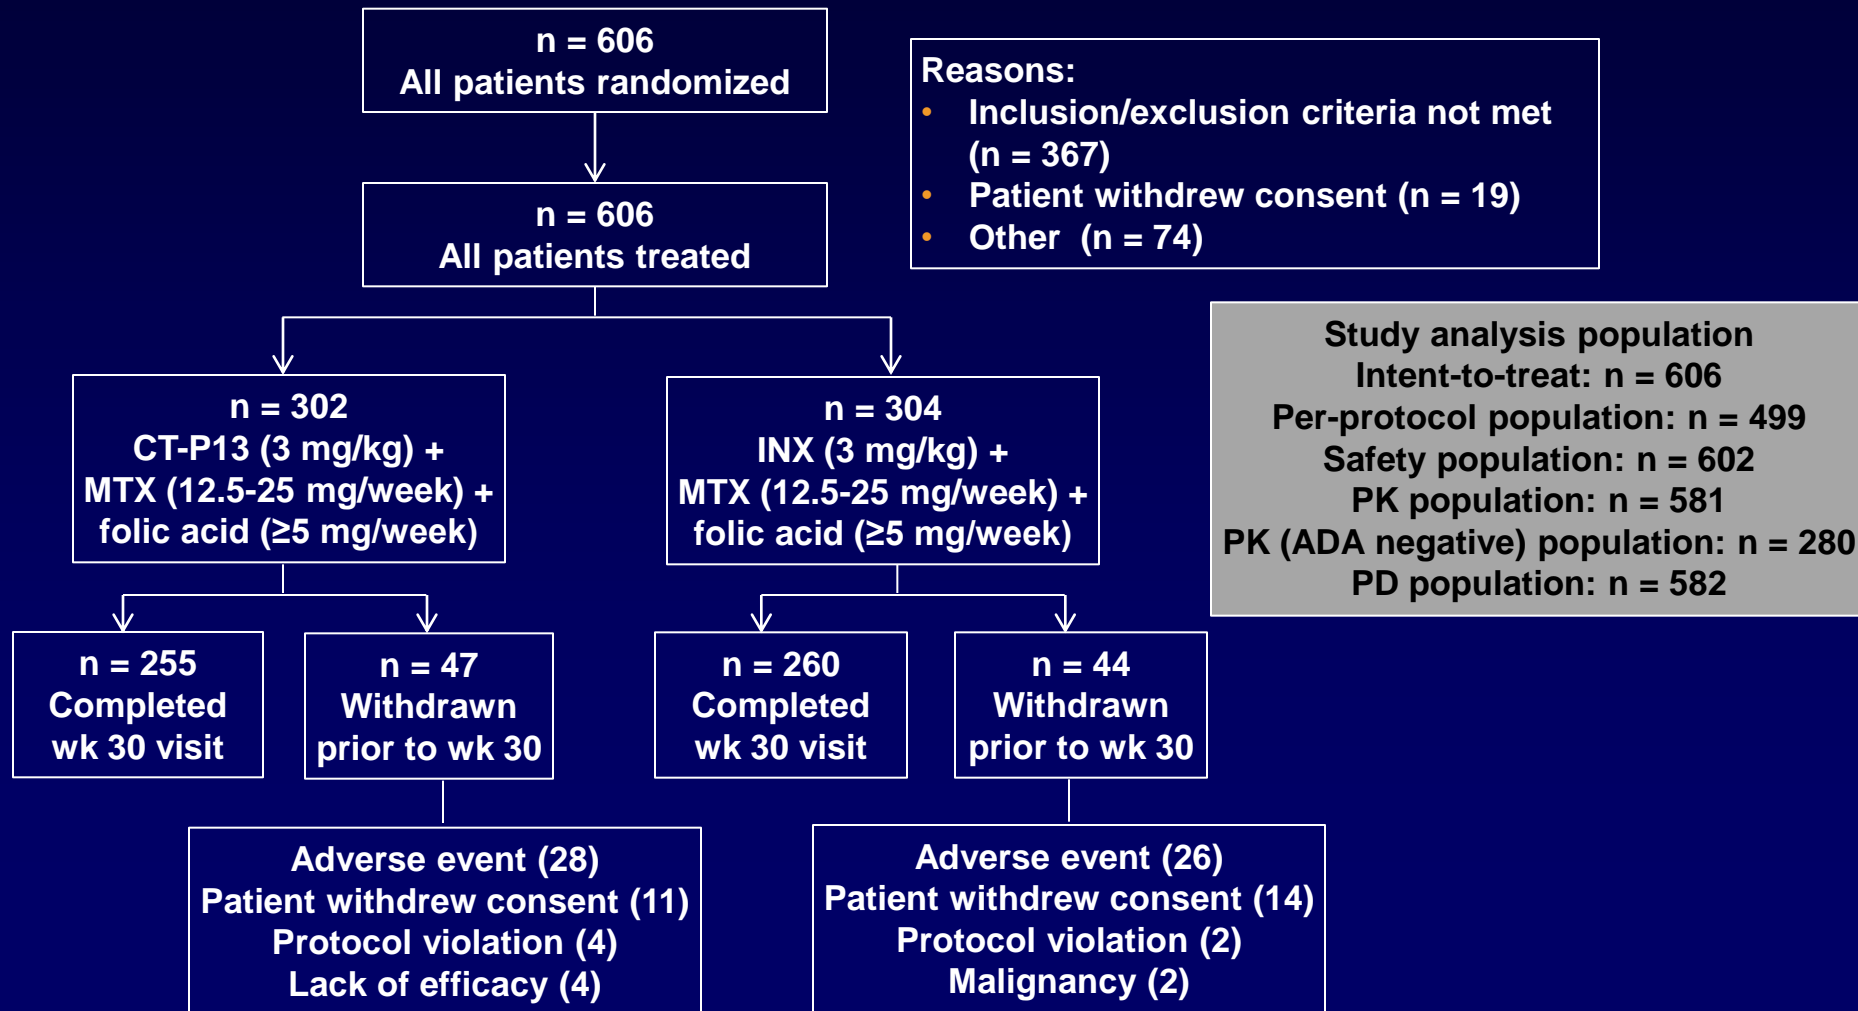 n = 606
All patients randomized
Reasons:
• Inclusion/exclusion criteria not met
(n = 367)
• Patient withdrew consent (n = 19)
• Other (n = 74)
n = 606
All patients treated
Study analysis population
Intent-to-treat: n = 606
Per-protocol population: n = 499
Safety population: n = 602
PK population: n = 581
PK (ADA negative) population: n = 280
PD population: n = 582
n = 302
CT-P13 (3 mg/kg) +
MTX (12.5-25 mg/week) +
folic acid (≥5 mg/week)
n = 304
INX (3 mg/kg) +
MTX (12.5-25 mg/week) +
folic acid (≥5 mg/week)
n = 255
Completed
wk 30 visit
n = 47
Withdrawn
prior to wk 30
n = 260
Completed
wk 30 visit
n = 44
Withdrawn
prior to wk 30
Adverse event (28)
Patient withdrew consent (11)
Protocol violation (4)
Lack of efficacy (4)
Adverse event (26)
Patient withdrew consent (14)
Protocol violation (2)
Malignancy (2)